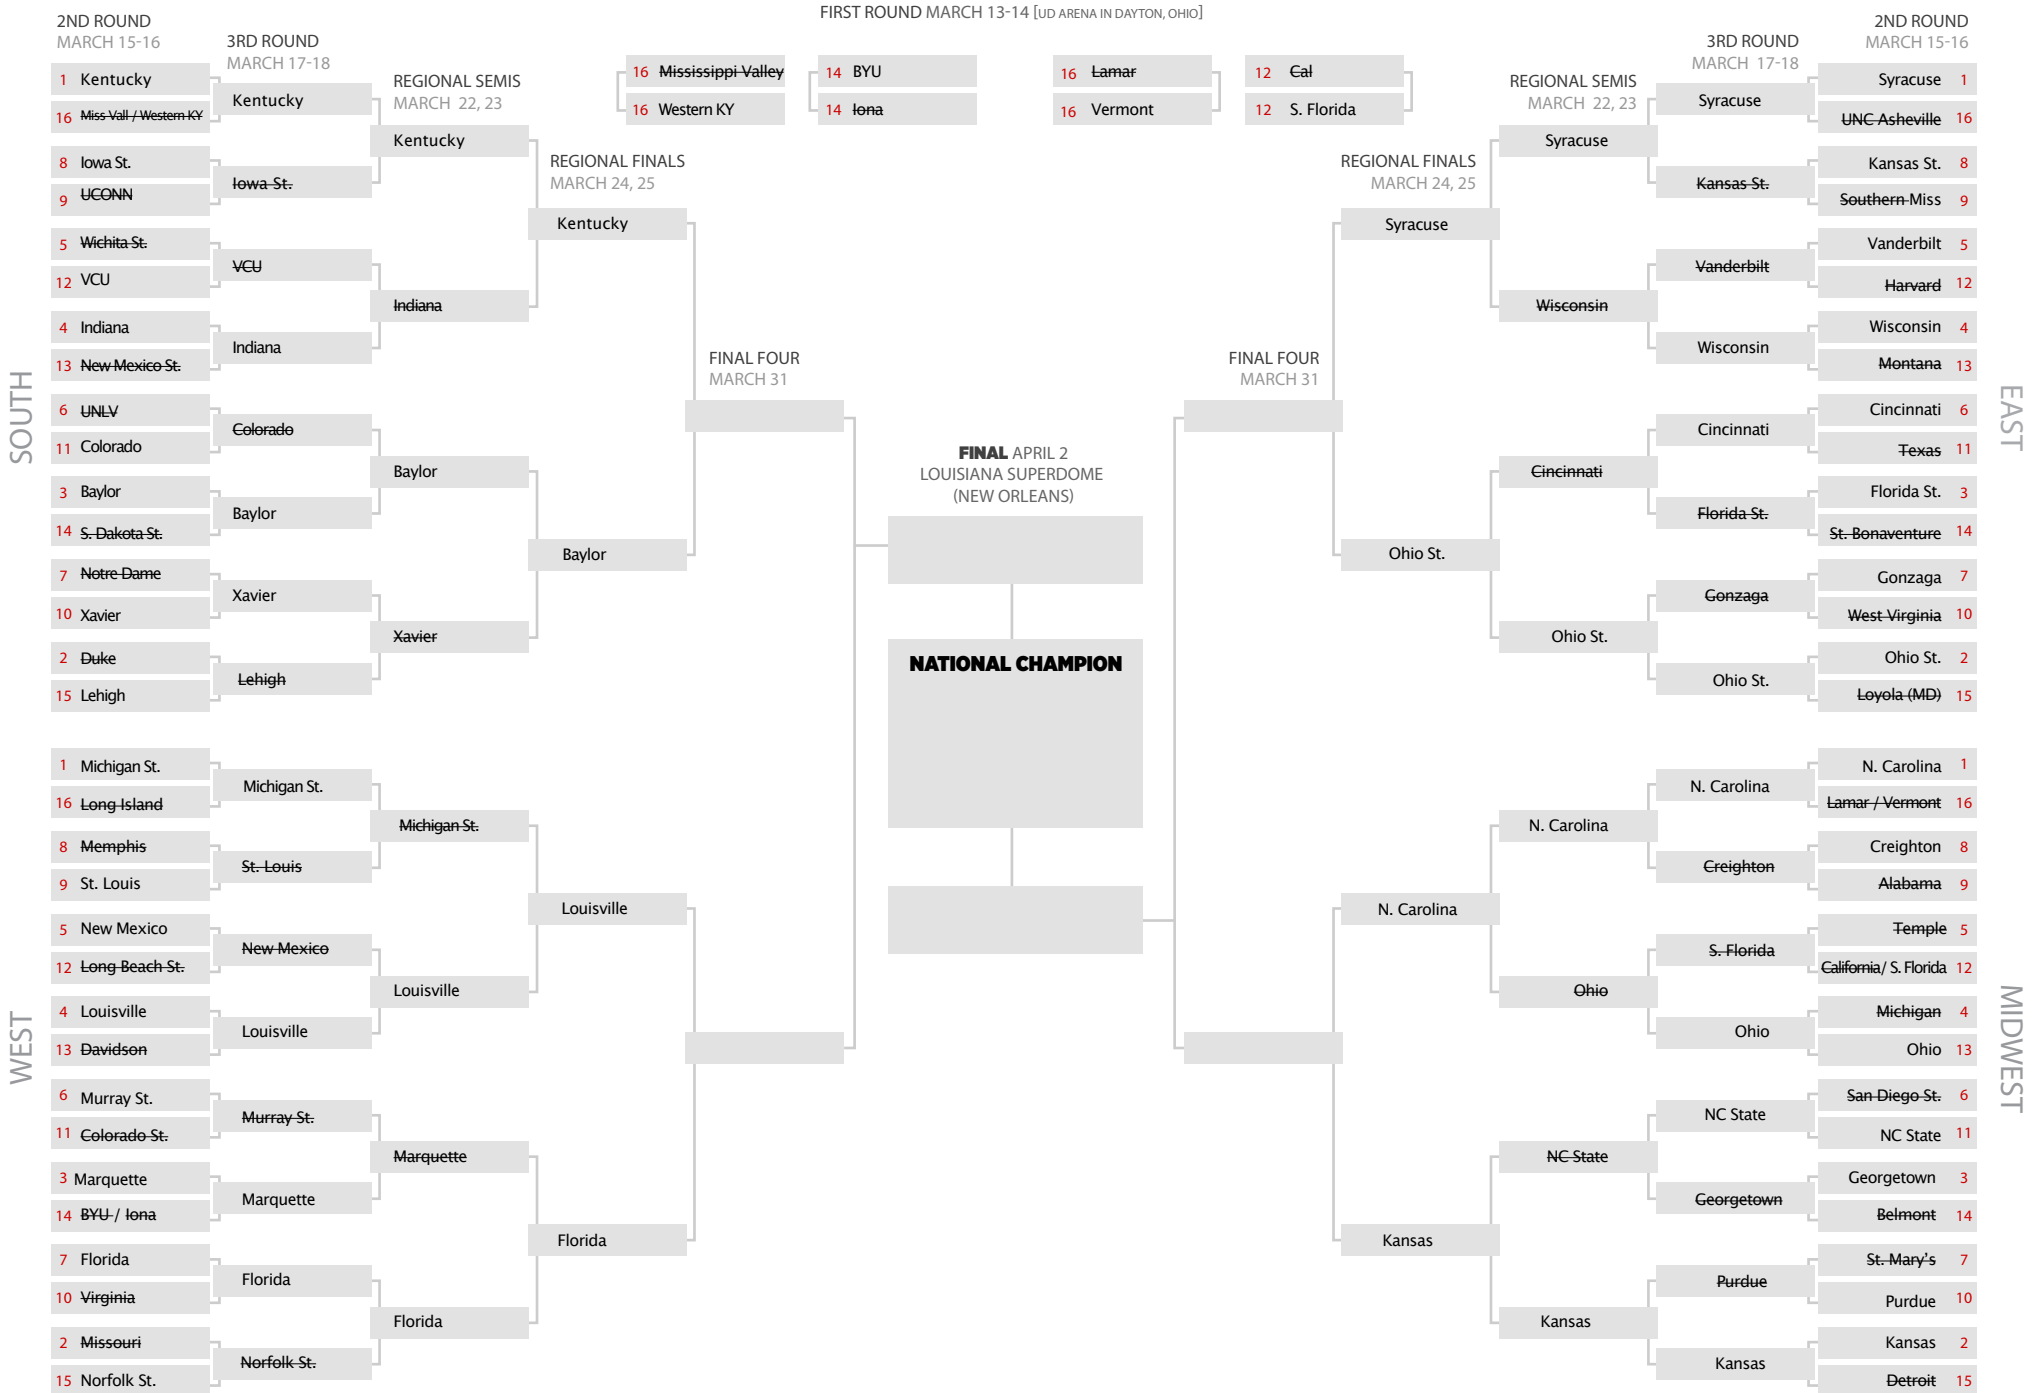 FIRST ROUND MARCH 13-14 [UD ARENA IN DAYTON, OHIO]
16 Mississippi Valley
16 Western KY
14 BYU
14 Iona
16 Lamar
16 Vermont
12 Cal
12 S. Florida
2ND ROUND
MARCH 15-16
3RD ROUND
MARCH 17-18
REGIONAL SEMIS
MARCH 22, 23
REGIONAL FINALS
MARCH 24, 25
FINAL FOUR
MARCH 31
SOUTH
1 Kentucky
16 Miss Vall / Western KY
8 Iowa St.
9 UCONN
5 Wichita St.
12 VCU
4 Indiana
13 New Mexico St.
6 UNLV
11 Colorado
3 Baylor
14 S. Dakota St.
7 Notre Dame
10 Xavier
2 Duke
15 Lehigh
Kentucky
Iowa St.
VCU
Indiana
Colorado
Baylor
Xavier
Lehigh
Kentucky
Indiana
Baylor
Xavier
Kentucky
Baylor
WEST
1 Michigan St.
16 Long Island
8 Memphis
9 St. Louis
5 New Mexico
12 Long Beach St.
4 Louisville
13 Davidson
6 Murray St.
11 Colorado St.
3 Marquette
14 BYU / Iona
7 Florida
10 Virginia
2 Missouri
15 Norfolk St.
Michigan St.
St. Louis
New Mexico
Louisville
Murray St.
Marquette
Florida
Norfolk St.
Michigan St.
Louisville
Marquette
Florida
Louisville
Florida
FINAL APRIL 2
LOUISIANA SUPERDOME
(NEW ORLEANS)
NATIONAL CHAMPION
FINAL FOUR
MARCH 31
REGIONAL FINALS
MARCH 24, 25
REGIONAL SEMIS
MARCH 22, 23
3RD ROUND
MARCH 17-18
2ND ROUND
MARCH 15-16
EAST
Syracuse
Ohio St.
Syracuse
Wisconsin
Cincinnati
Ohio St.
Syracuse
Kansas St.
Vanderbilt
Wisconsin
Cincinnati
Florida St.
Gonzaga
Ohio St.
Syracuse 1
UNC Asheville 16
Kansas St. 8
Southern Miss 9
Vanderbilt 5
Harvard 12
Wisconsin 4
Montana 13
Cincinnati 6
Texas 11
Florida St. 3
St. Bonaventure 14
Gonzaga 7
West Virginia 10
Ohio St. 2
Loyola (MD) 15
MIDWEST
N. Carolina
Kansas
N. Carolina
Ohio
NC State
Kansas
N. Carolina
Creighton
S. Florida
Ohio
NC State
Georgetown
Purdue
Kansas
N. Carolina 1
Lamar / Vermont 16
Creighton 8
Alabama 9
Temple 5
California/ S. Florida 12
Michigan 4
Ohio 13
San Diego St. 6
NC State 11
Georgetown 3
Belmont 14
St. Mary's 7
Purdue 10
Kansas 2
Detroit 15